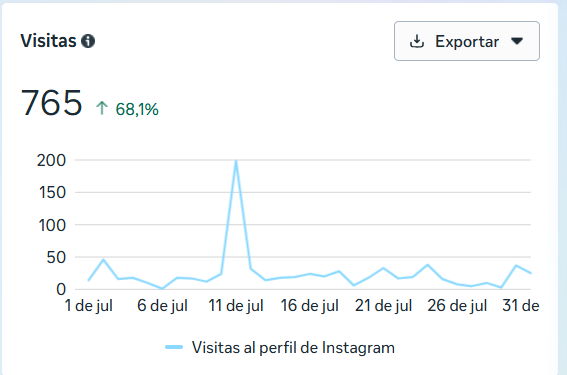 Visitas
Exportar
765 ↑ 68,1%
200
150
100
50
0
1 de jul 6 de jul 11 de jul 16 de jul 21 de jul 26 de jul 31 de
Visitas al perfil de Instagram